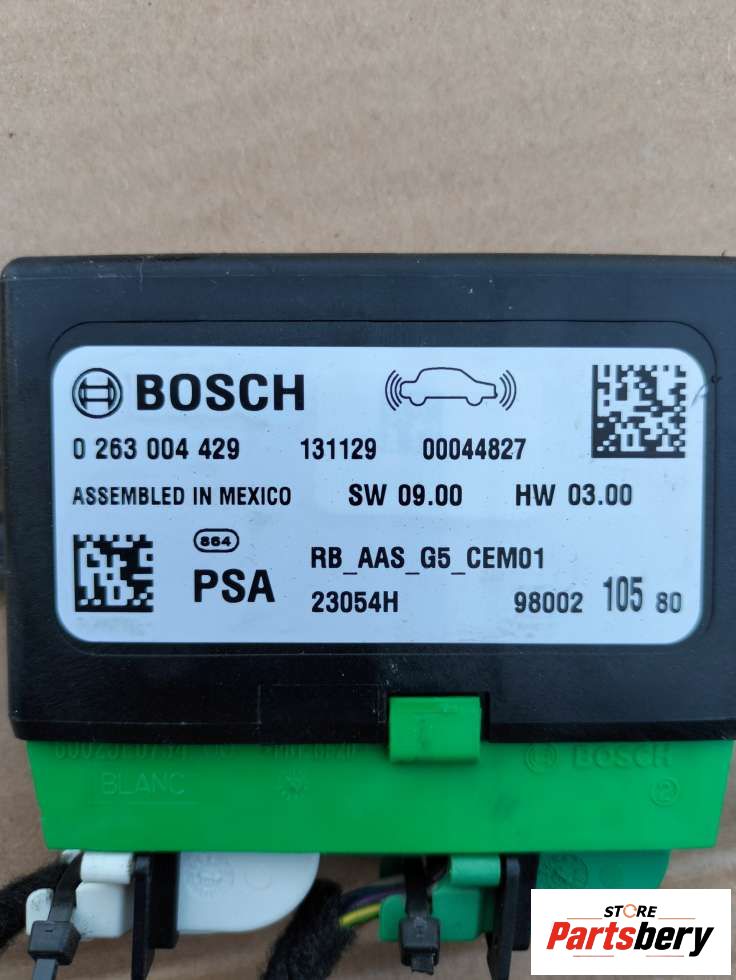 BOSCH
0 263 004 429 131129 00044827
ASSEMBLED IN MEXICO SW 09.00 HW 03.00
864
PSA RB_AAS_G5_CEM01
23054H 98002 105 80
BOSCH
BLANC
12
STORE
Partsbery